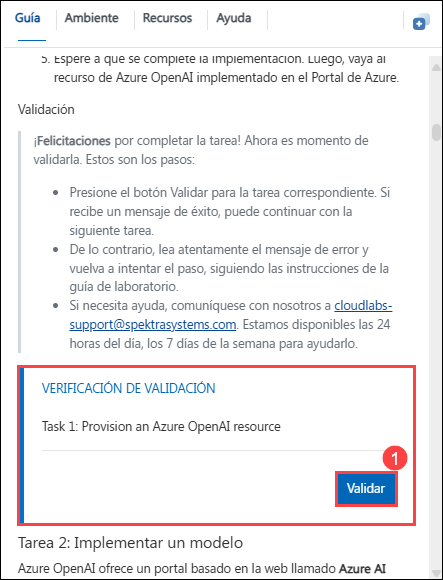 Guía Ambiente Recursos Ayuda
5. Espere a que se complete la implementación. Luego, vaya al
recurso de Azure OpenAI implementado en el Portal de Azure.
Validación
¡Felicitaciones por completar la tarea! Ahora es momento de
validarla. Estos son los pasos:
• Presione el botón Validar para la tarea correspondiente. Si
recibe un mensaje de éxito, puede continuar con la
siguiente tarea.
• De lo contrario, lea atentamente el mensaje de error y
vuelva a intentar el paso, siguiendo las instrucciones de la
guía de laboratorio.
• Si necesita ayuda, comuníquese con nosotros a cloudlabs-
support@spektrasystems.com. Estamos disponibles las 24
horas del día, los 7 días de la semana para ayudarlo.
VERIFICACIÓN DE VALIDACIÓN
Task 1: Provision an Azure OpenAI resource
1
Validar
Tarea 2: Implementar un modelo
Azure OpenAI ofrece un portal basado en la web llamado Azure AI